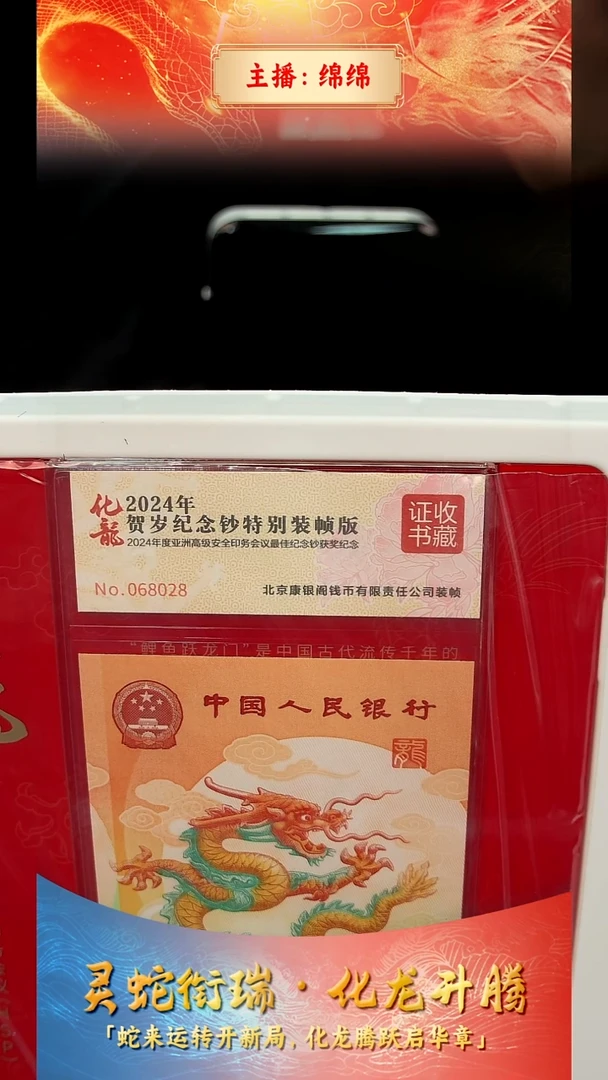 主播：绵绵
化龍
2024年
贺岁纪念钞特别装帧版
2024年度亚洲高级安全印务会议最佳纪念钞获奖纪念
收藏证书
No.068028
北京康银阁钱币有限责任公司装帧
“鲤鱼跃龙门”是中国古代流传千年的
中国人民银行
龍
灵蛇衔瑞·化龙升腾
「蛇来运转开新局，化龙腾跃启华章」